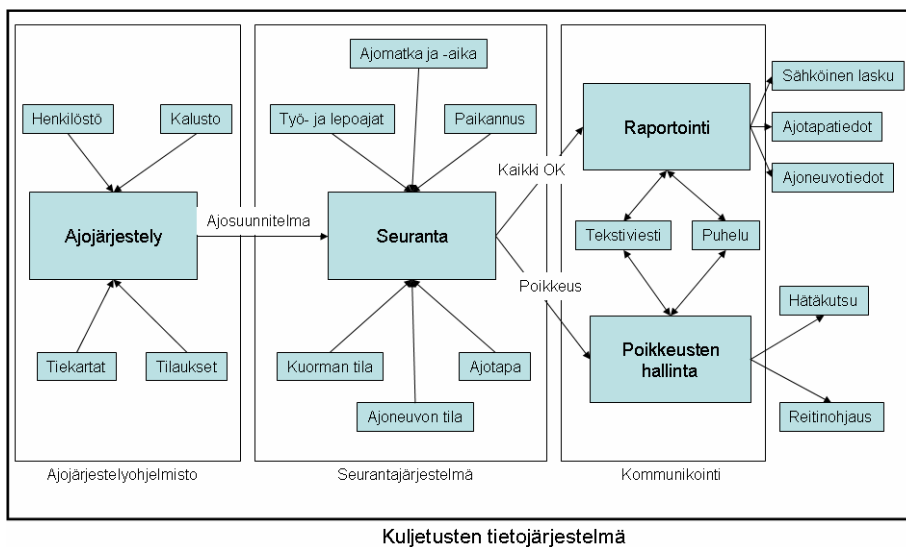 Ajomatka ja -aika
Henkilöstö
Kalusto
Työ- ja lepoajat
Paikannus
Ajojärjestely
Ajosuunnitelma
Seuranta
Kaikki OK
Poikkeus
Tiekartat
Tilaukset
Kuorman tila
Ajotapa
Ajoneuvon tila
Raportointi
Sähköinen lasku
Ajotapatiedot
Ajoneuvotiedot
Tekstiviesti
Puhelu
Poikkeusten
hallinta
Hätäkutsu
Reitinohjaus
Ajojärjestelyohjelmisto
Seurantajärjestelmä
Kommunikointi
Kuljetusten tietojärjestelmä